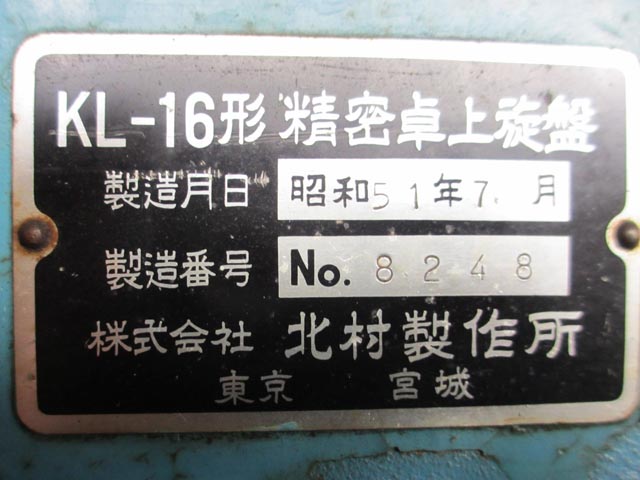 KL-16形 精密卓上旋盤
製造月日 昭和51年7月
製造番号 No. 8248
株式会社 北村製作所
東京 宮城